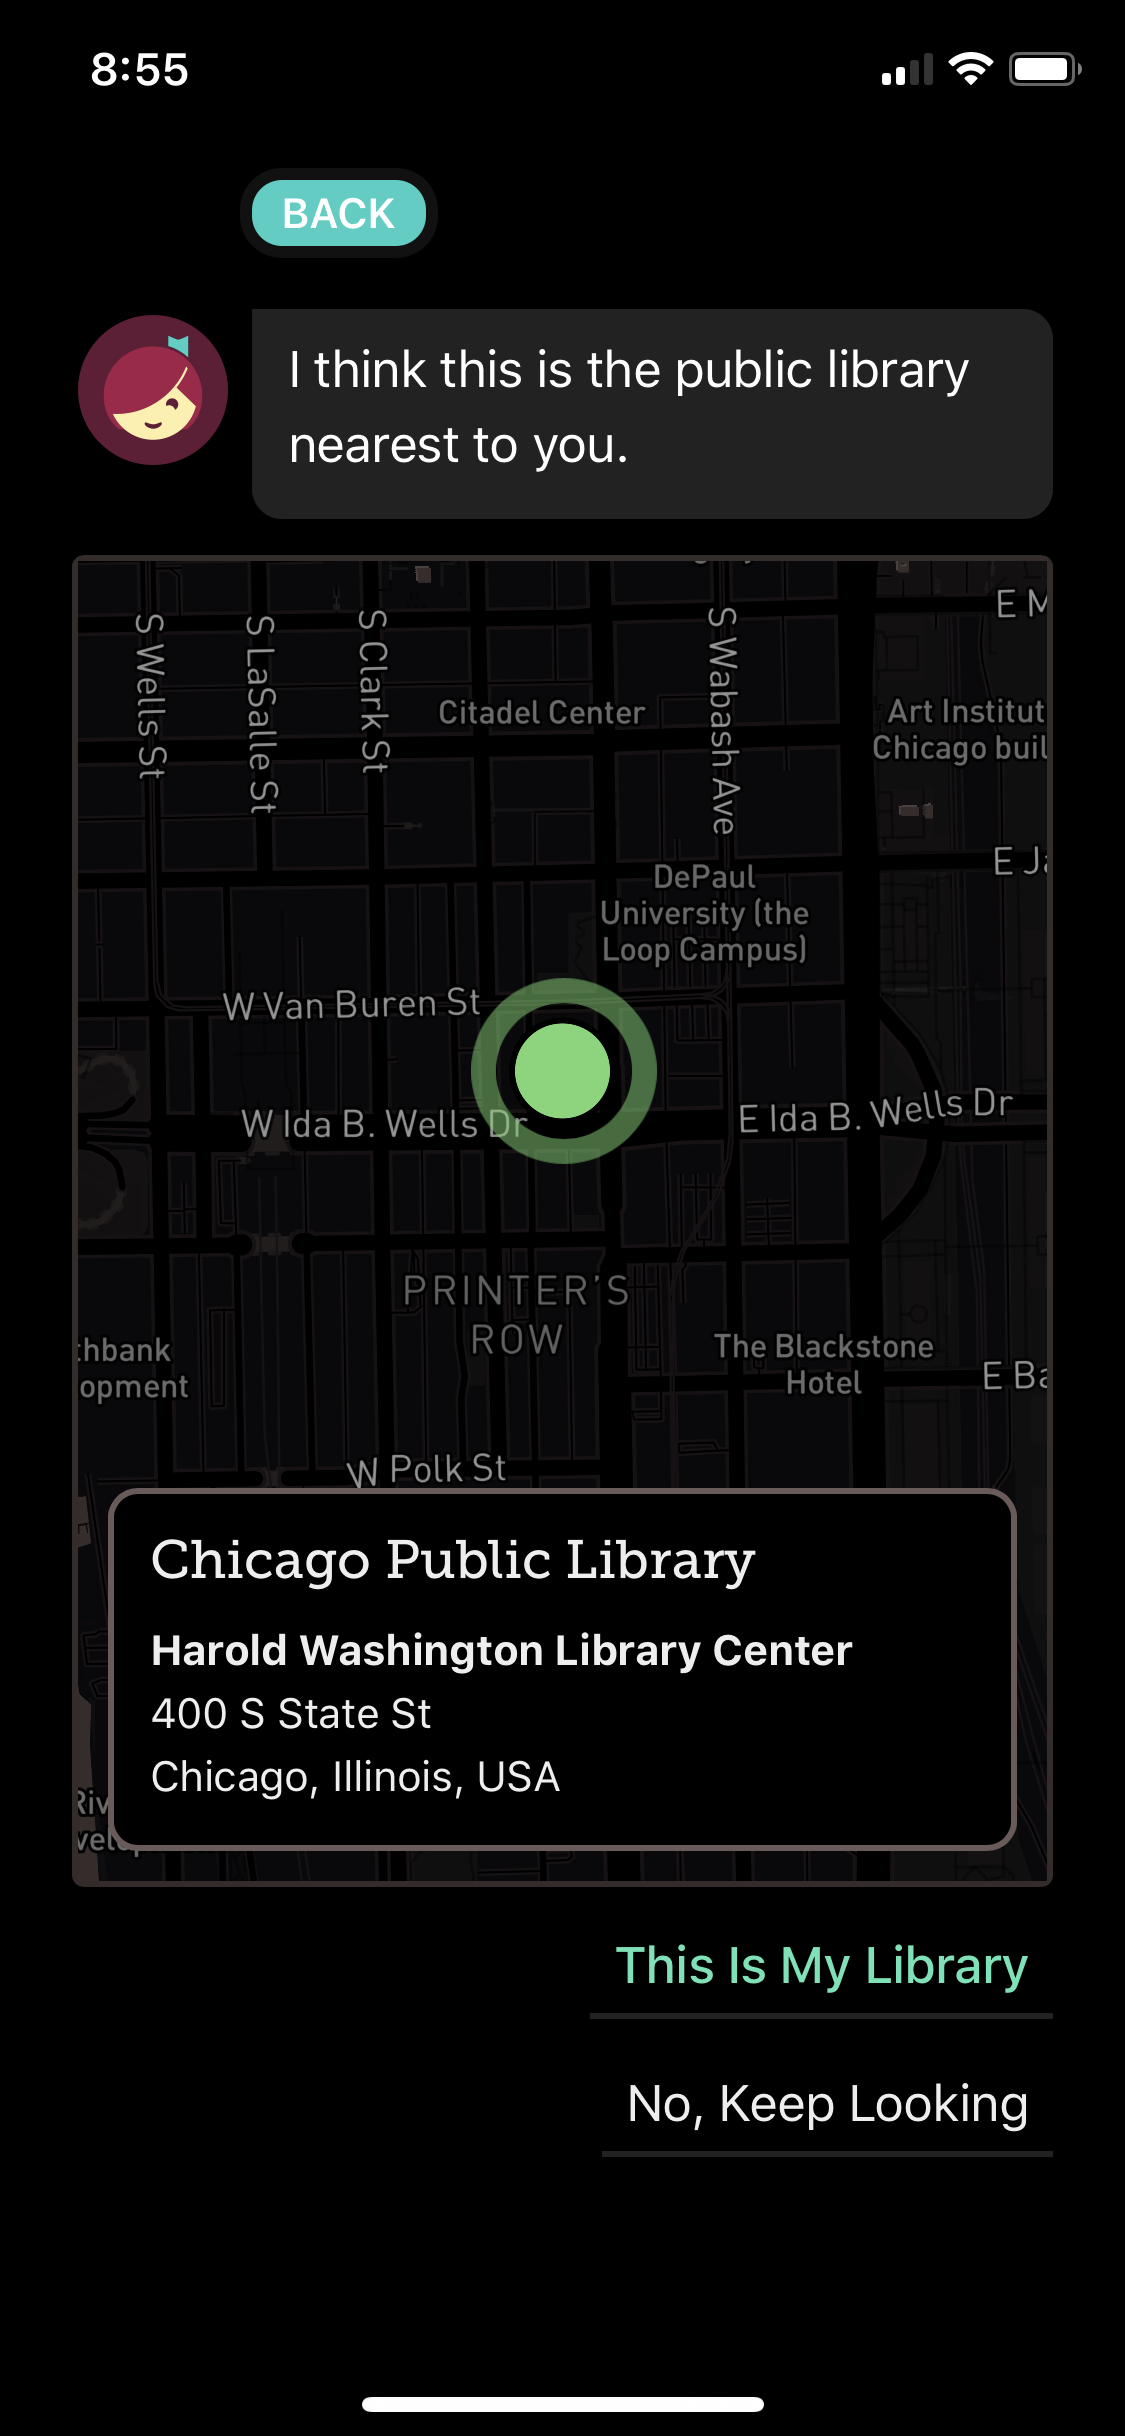 8:55
BACK
I think this is the public library
nearest to you.
E M
S Wells St
S LaSalle St
S Clark St
S Wabash Ave
Citadel Center
Art Institut
Chicago buil
E Ja
DePaul
University (the
Loop Campus)
W Van Buren St
W Ida B. Wells Dr
E Ida B. Wells Dr
PRINTER'S
ROW
The Blackstone
Hotel
thbank
opment
E Ba
W Polk St
Chicago Public Library
Harold Washington Library Center
400 S State St
Chicago, Illinois, USA
Riv
This Is My Library
No, Keep Looking